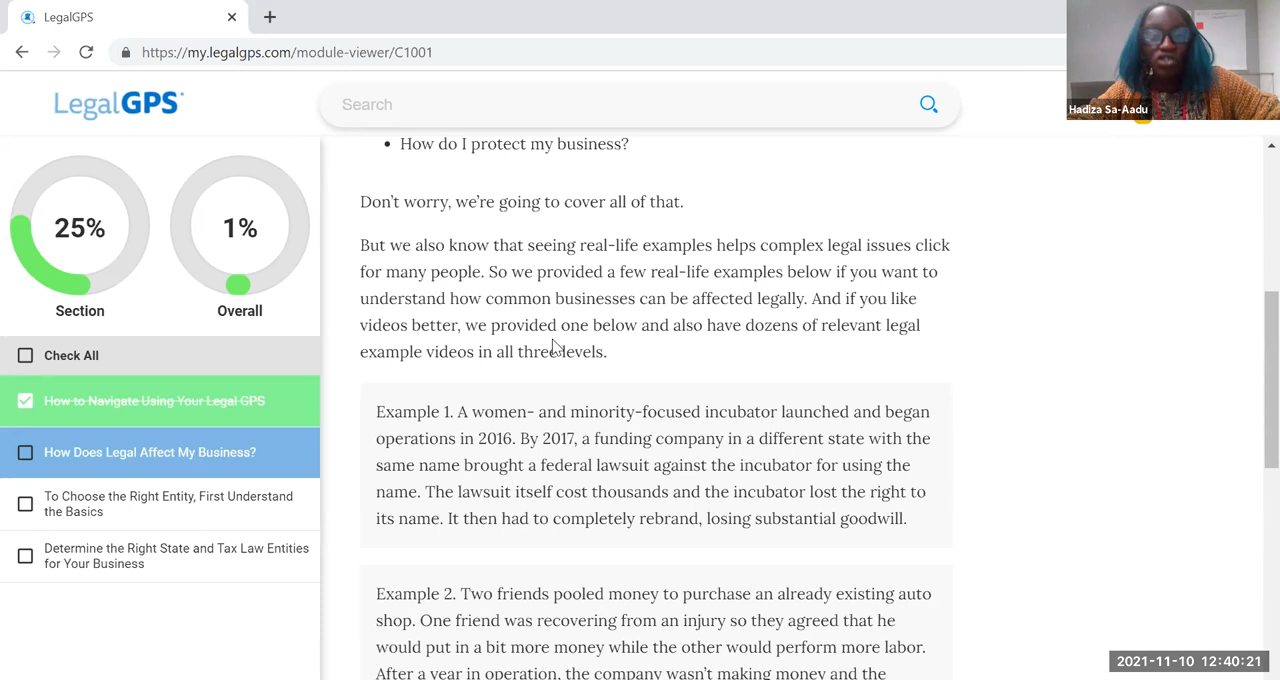 LegalGPS
https://my.legalgps.com/module-viewer/C1001
Hadiza Sa-Aadu
LegalGPS
Search
25%
1%
Section
Overall
Check All
How to Navigate Using Your Legal GPS
How Does Legal Affect My Business?
To Choose the Right Entity, First Understand
the Basics
Determine the Right State and Tax Law Entities
for Your Business
• How do I protect my business?
Don't worry, we're going to cover all of that.
But we also know that seeing real-life examples helps complex legal issues click
for many people. So we provided a few real-life examples below if you want to
understand how common businesses can be affected legally. And if you like
videos better, we provided one below and also have dozens of relevant legal
example videos in all three levels.
Example 1. A women- and minority-focused incubator launched and began
operations in 2016. By 2017, a funding company in a different state with the
same name brought a federal lawsuit against the incubator for using the
name. The lawsuit itself cost thousands and the incubator lost the right to
its name. It then had to completely rebrand, losing substantial goodwill.
Example 2. Two friends pooled money to purchase an already existing auto
shop. One friend was recovering from an injury so they agreed that he
would put in a bit more money while the other would perform more labor.
After a year in operation, the company wasn't making money and the
2021-11-10 12:40:21